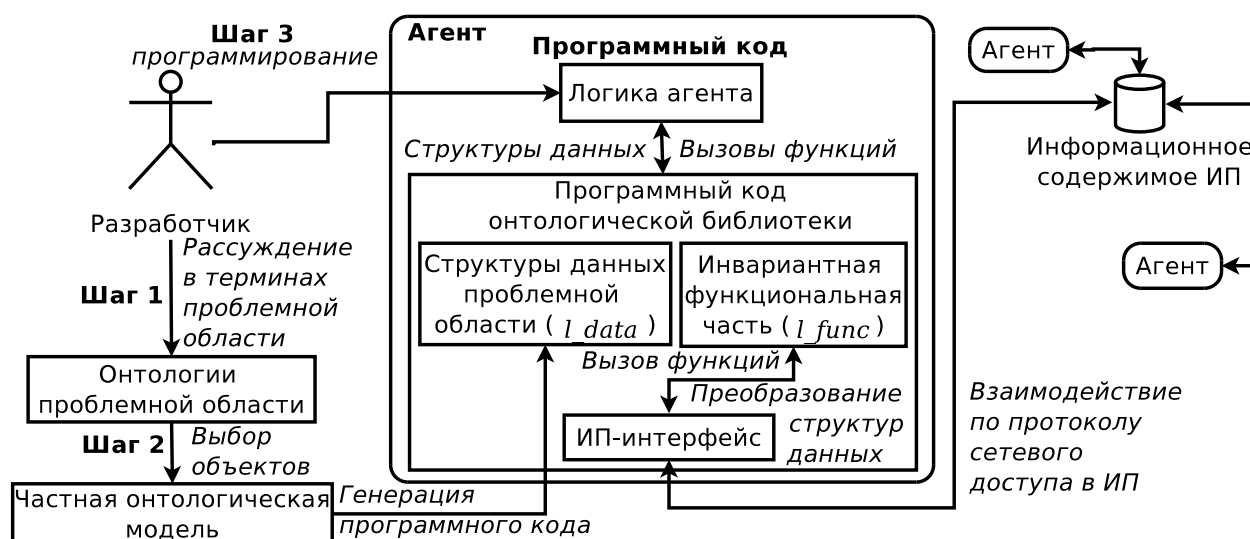 Шаг 3
программирование
Разработчик
Шаг 1
Рассуждение
в терминах
проблемной
области
Онтологии
проблемной области
Шаг 2
Выбор
объектов
Частная онтологическая
модель
Генерация
программного кода
Агент
Программный код
Логика агента
Структуры данных
Вызовы функций
Программный код
онтологической библиотеки
Структуры данных
проблемной
области ( l_data )
Инвариантная
функциональная
часть ( l_func )
Вызов функций
Преобразование
структур
данных
ИП-интерфейс
Агент
Информационное
содержимое ИП
Агент
Взаимодействие
по протоколу
сетевого
доступа в ИП